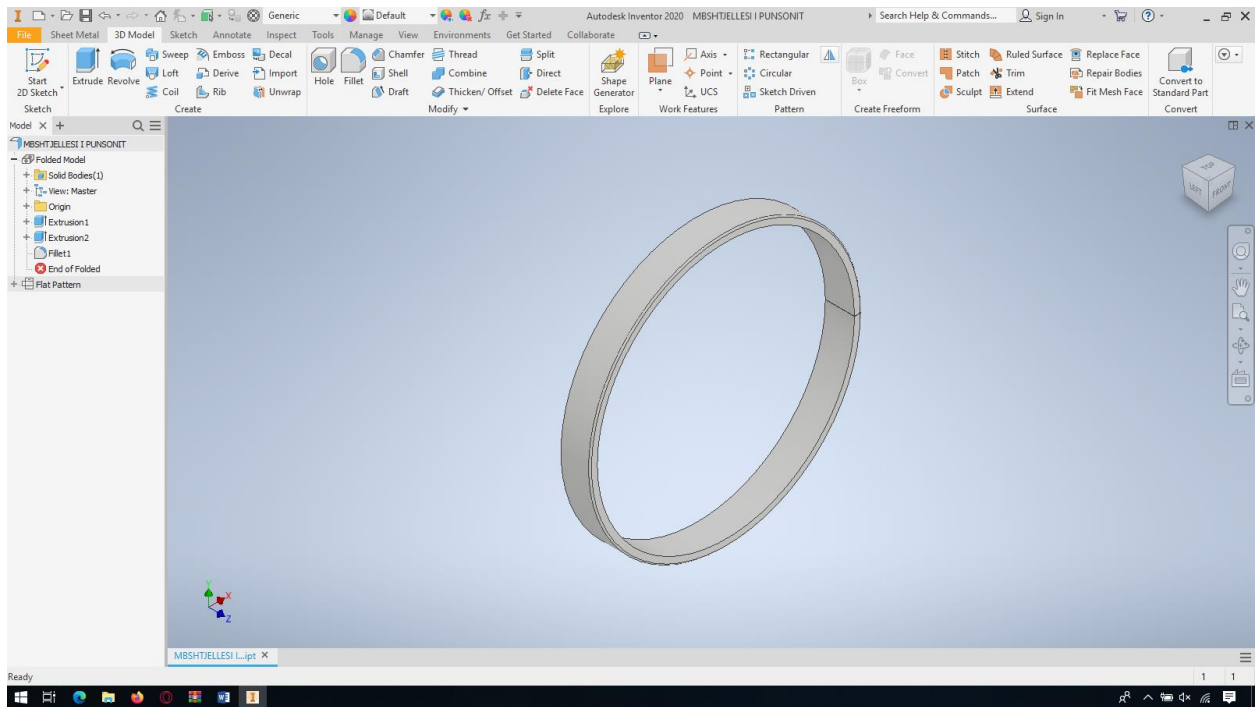 Generic Default fx Autodesk Inventor 2020 MBSHTJELLESI I PUNSONIT Search Help & Commands... Sign In
File Sheet Metal 3D Model Sketch Annotate Inspect Tools Manage View Environments Get Started Collaborate
Start 2D Sketch
Extrude Revolve
Sweep Emboss Decal
Loft Derive Import
Coil Rib Unwrap
Hole Fillet
Chamfer Thread Split
Shell Combine Direct
Draft Thicken/ Offset Delete Face
Shape Generator
Plane
Axis
Point
UCS
Rectangular
Circular
Sketch Driven
Box
Face
Convert
Stitch Ruled Surface Replace Face
Patch Trim Repair Bodies
Sculpt Extend Fit Mesh Face
Convert to Standard Part
Sketch Create Modify Explore Work Features Pattern Create Freeform Surface Convert
Model
MBSHTJELLESI I PUNSONIT
Folded Model
Solid Bodies(1)
View: Master
Origin
Extrusion1
Extrusion2
Fillet1
End of Folded
Flat Pattern
TOP
LEFT FRONT
Y
X
Z
MBSHTJELLESI I...ipt
Ready 1 1